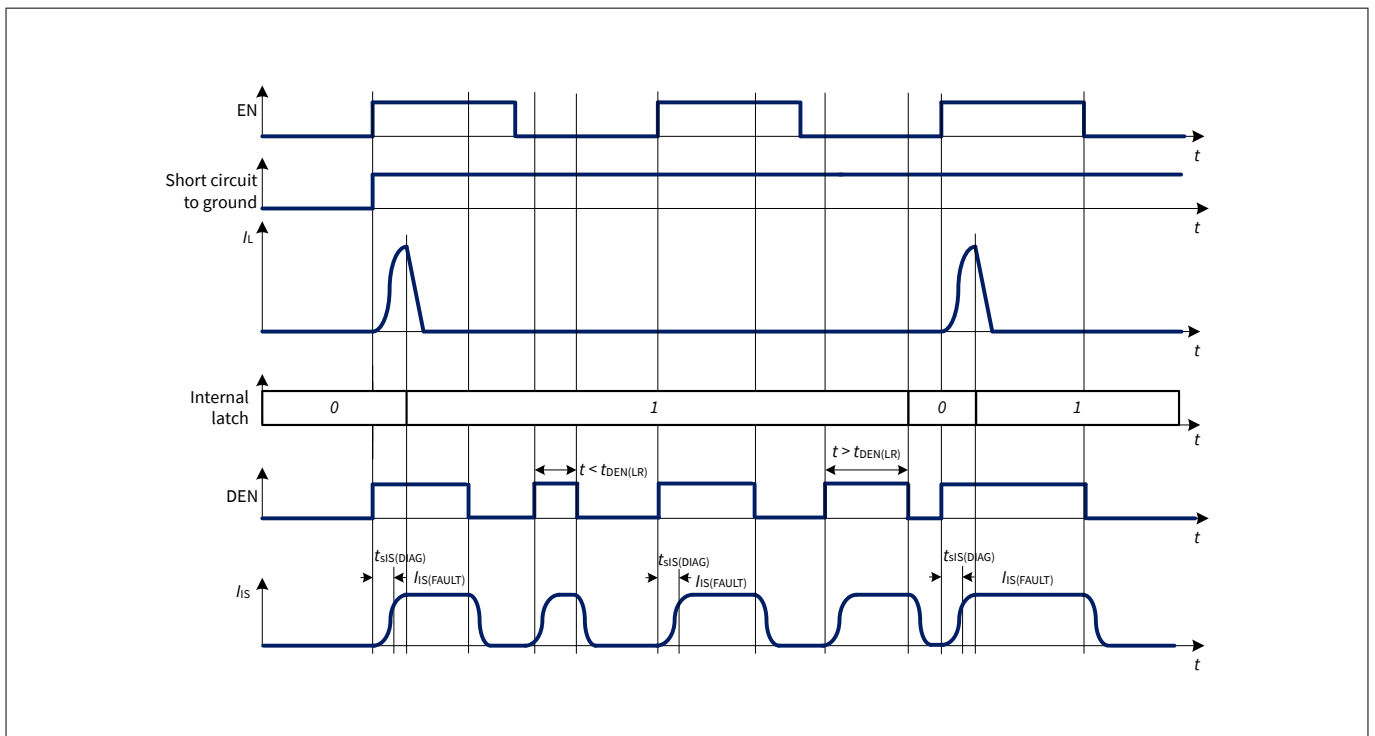 EN
t
Short circuit
to ground
t
IL
t
Internal
latch
0
1
0
1
t
t < tDEN(LR)
t > tDEN(LR)
DEN
t
tsIS(DIAG)
tsIS(DIAG)
tsIS(DIAG)
IIS(FAULT)
IIS(FAULT)
IIS(FAULT)
IIS
t